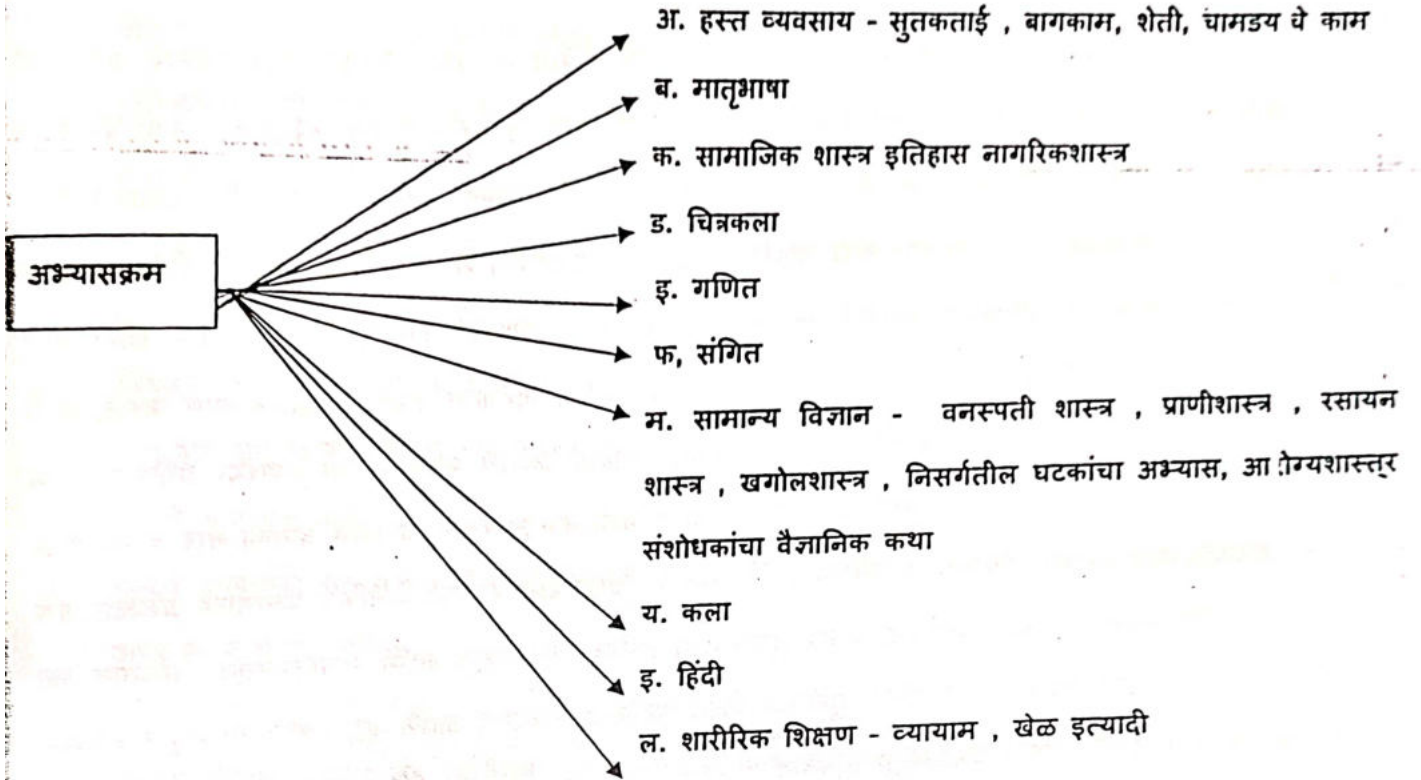 अ. हस्त व्यवसाय - सुतकताई , बागकाम, शेती, चामडय चे काम
ब. मातृभाषा
क. सामाजिक शास्त्र इतिहास नागरिकशास्त्र
ड. चित्रकला
अभ्यासक्रम
इ. गणित
फ, संगित
म. सामान्य विज्ञान - वनस्पती शास्त्र , प्राणीशास्त्र , रसायन
शास्त्र , खगोलशास्त्र , निसर्गतील घटकांचा अभ्यास,
संशोधकांचा वैज्ञानिक कथा
य. कला
इ. हिंदी
ल. शारीरिक शिक्षण - व्यायाम , खेळ इत्यादी